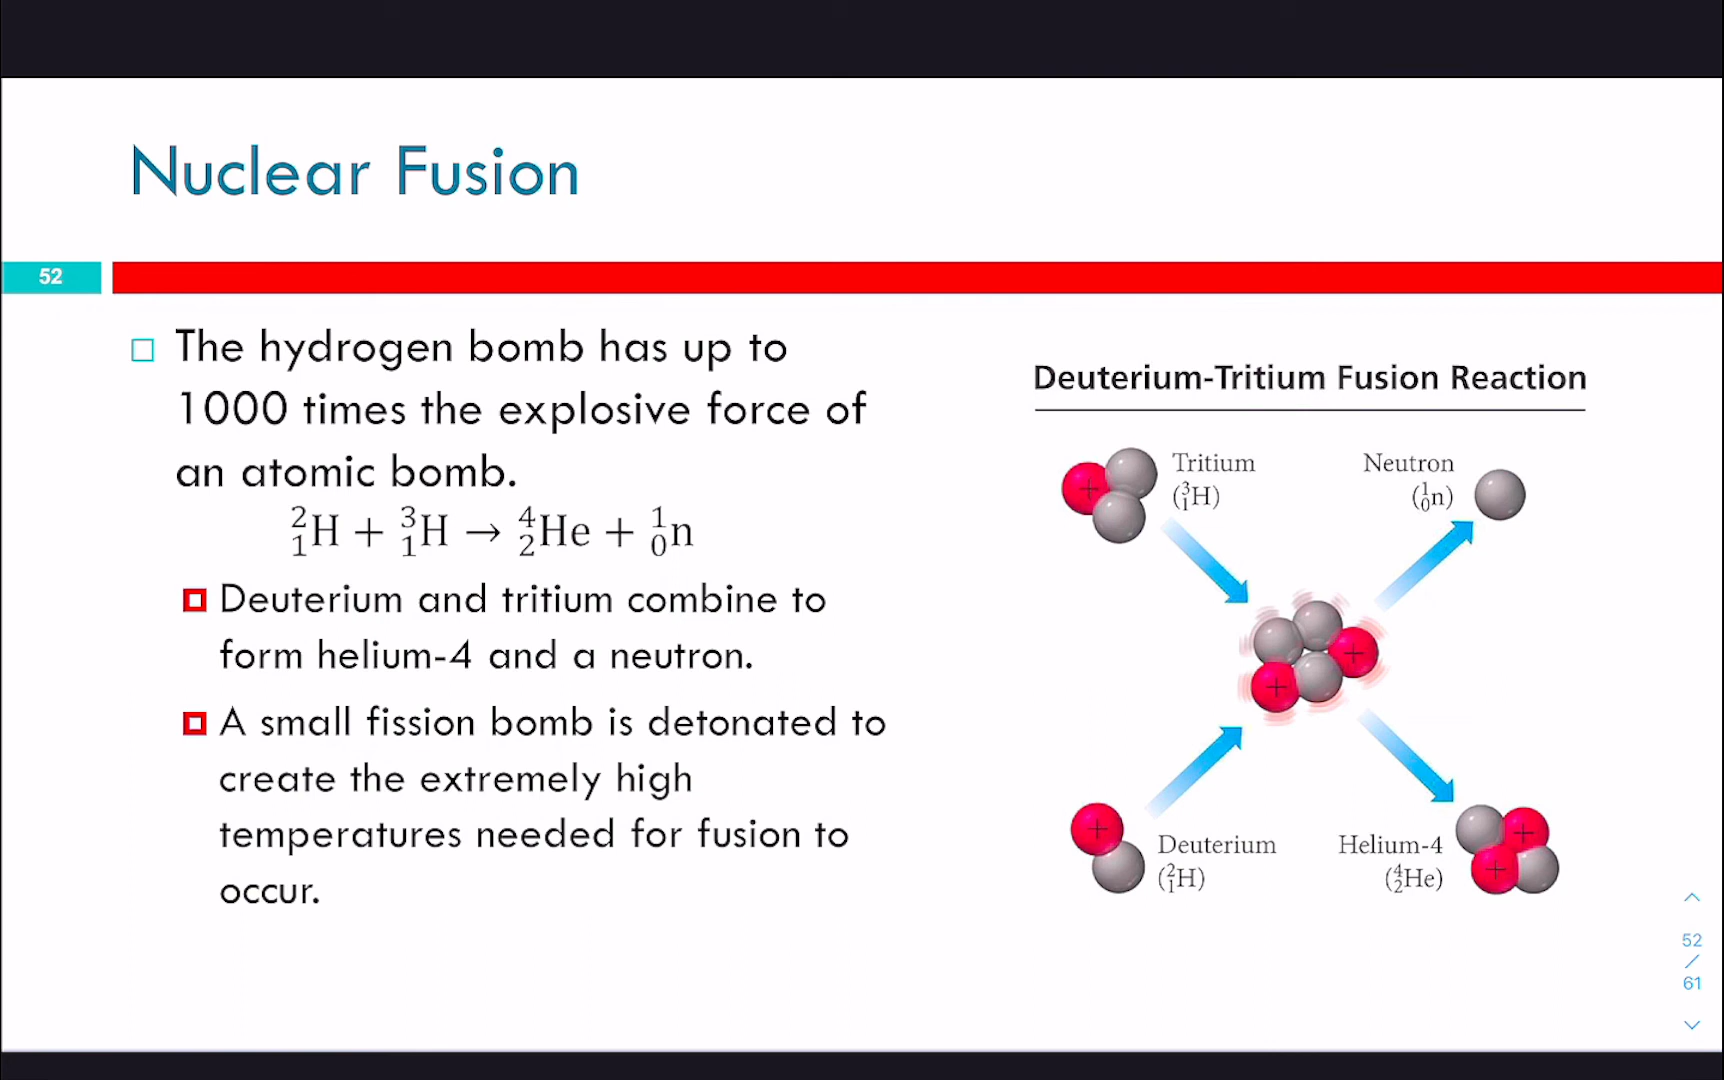 Nuclear Fusion
52
The hydrogen bomb has up to
1000 times the explosive force of
an atomic bomb.
²₁H + ³₁H → ⁴₂He + ¹₀n
Deuterium and tritium combine to
form helium-4 and a neutron.
A small fission bomb is detonated to
create the extremely high
temperatures needed for fusion to
occur.
Deuterium-Tritium Fusion Reaction
Tritium
(³₁H)
Neutron
(¹₀n)
+
+
+
+
Deuterium
(²₁H)
Helium-4
(⁴₂He)
+
+
52
/
61